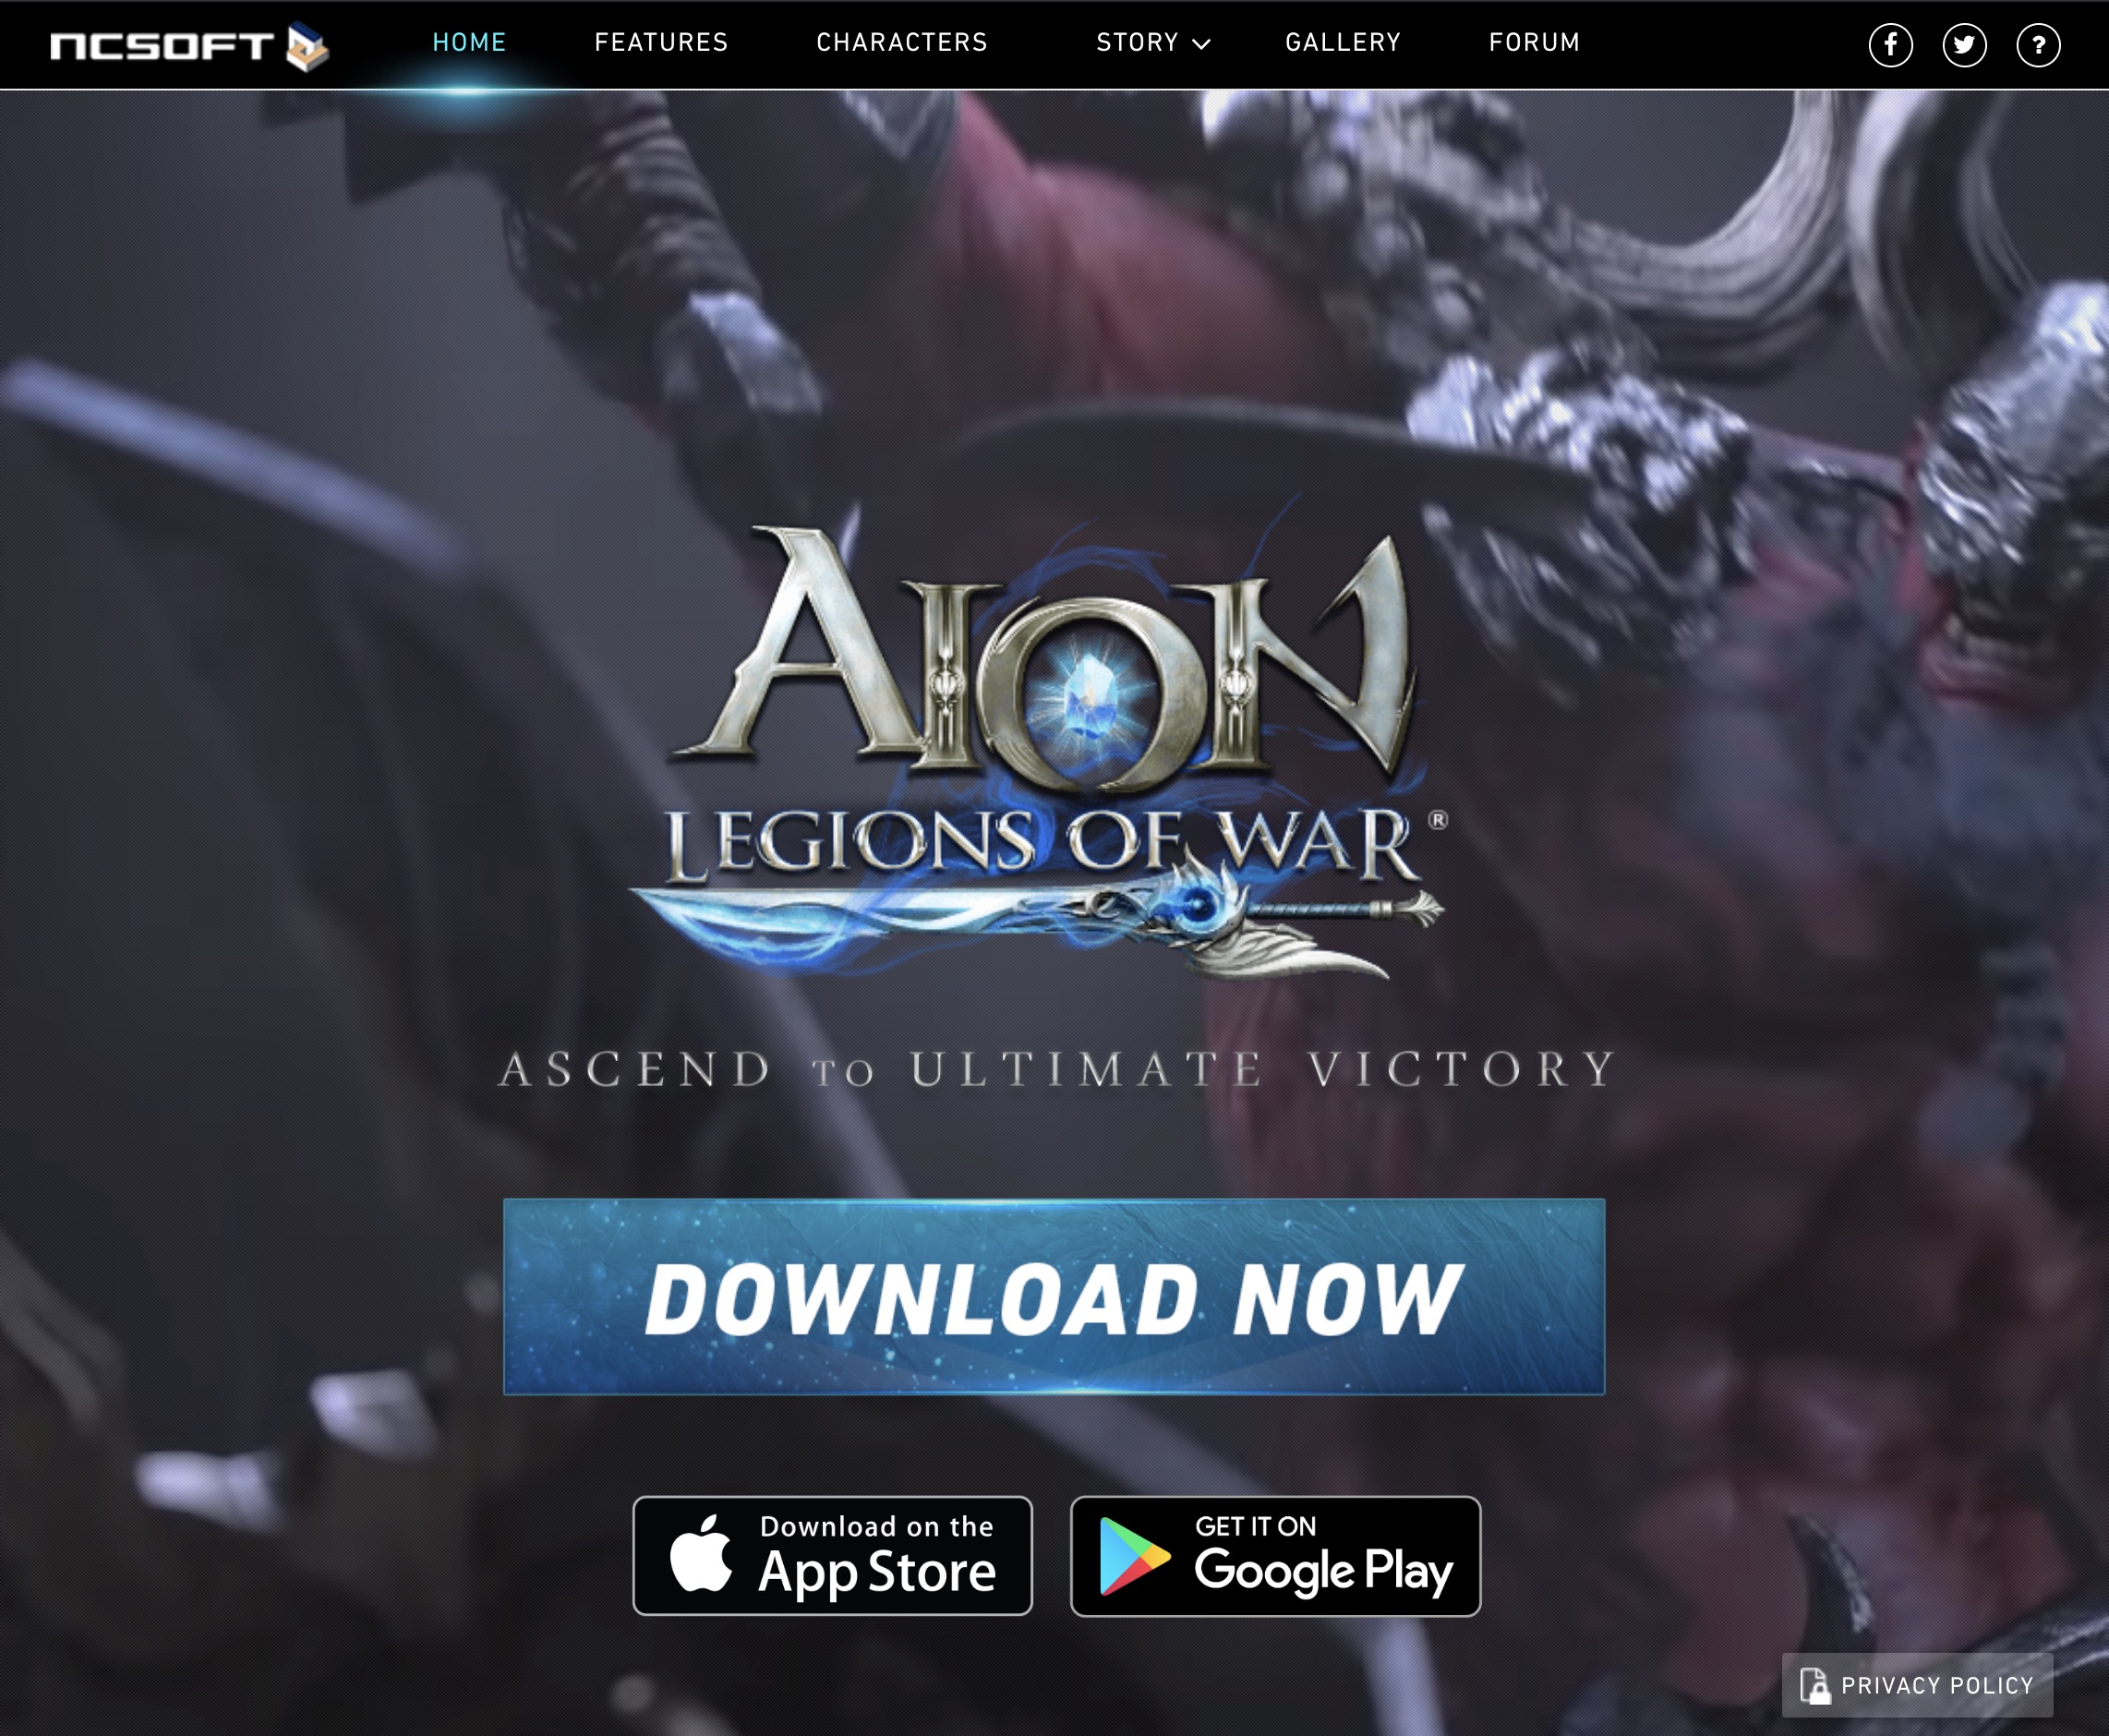 NCSOFT
HOME
FEATURES
CHARACTERS
STORY
GALLERY
FORUM
f
?
AION
LEGIONS OF WAR®
ASCEND TO ULTIMATE VICTORY
DOWNLOAD NOW
Download on the
App Store
GET IT ON
Google Play
PRIVACY POLICY